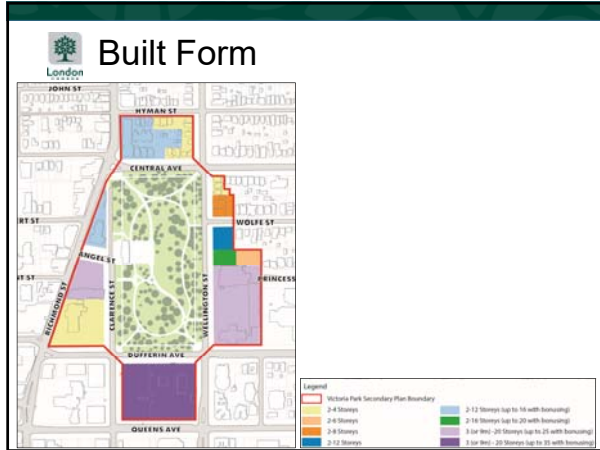 Built Form
London
CANADA
JOHN ST
HYMAN ST
CENTRAL AVE
RT ST
WOLFE ST
ANGEL ST
NT ST
PRINCESS
RICHMOND ST
CLARENCE ST
WELLINGTON ST
DUFFERIN AVE
QUEENS AVE
Legend
Victoria Park Secondary Plan Boundary
2-4 Storeys
2-6 Storeys
2-8 Storeys
2-12 Storeys
2-12 Storeys (up to 16 with bonusing)
2-16 Storeys (up to 20 with bonusing)
3 (or 9m) -20 Storeys (up to 25 with bonusing)
3 (or 9m) - 20 Storeys (up to 35 with bonusing)